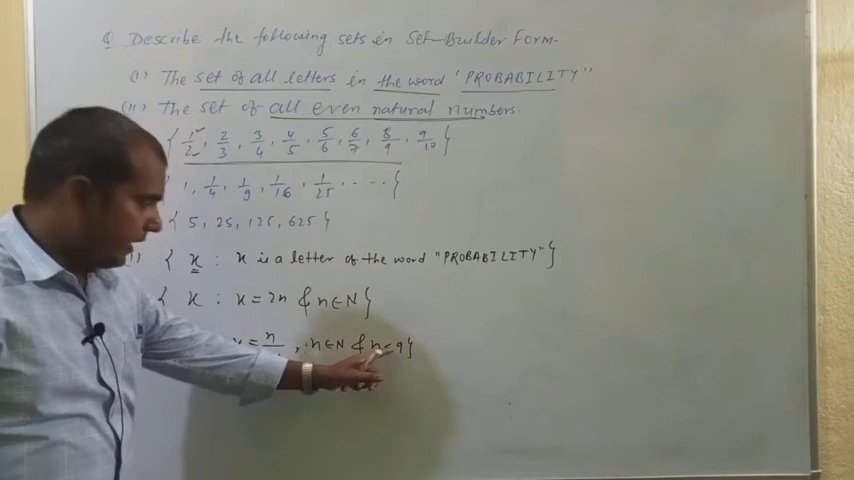 Q Describe the following sets in Set-Builder Form.
(i) The set of all letters in the word "PROBABILITY"
(ii) The set of all even natural numbers.
{ 1/2, 2/3, 3/4, 4/5, 5/6, 6/7, 8/9, 9/10 }
1, 1/4, 1/9, 1/16, 1/25, .... }
{ 5, 25, 125, 625 }
{ x : x is a letter of the word "PROBABILITY" }
{ x : x = 2n & n∈N }
x = n , n∈N & n≤9 }